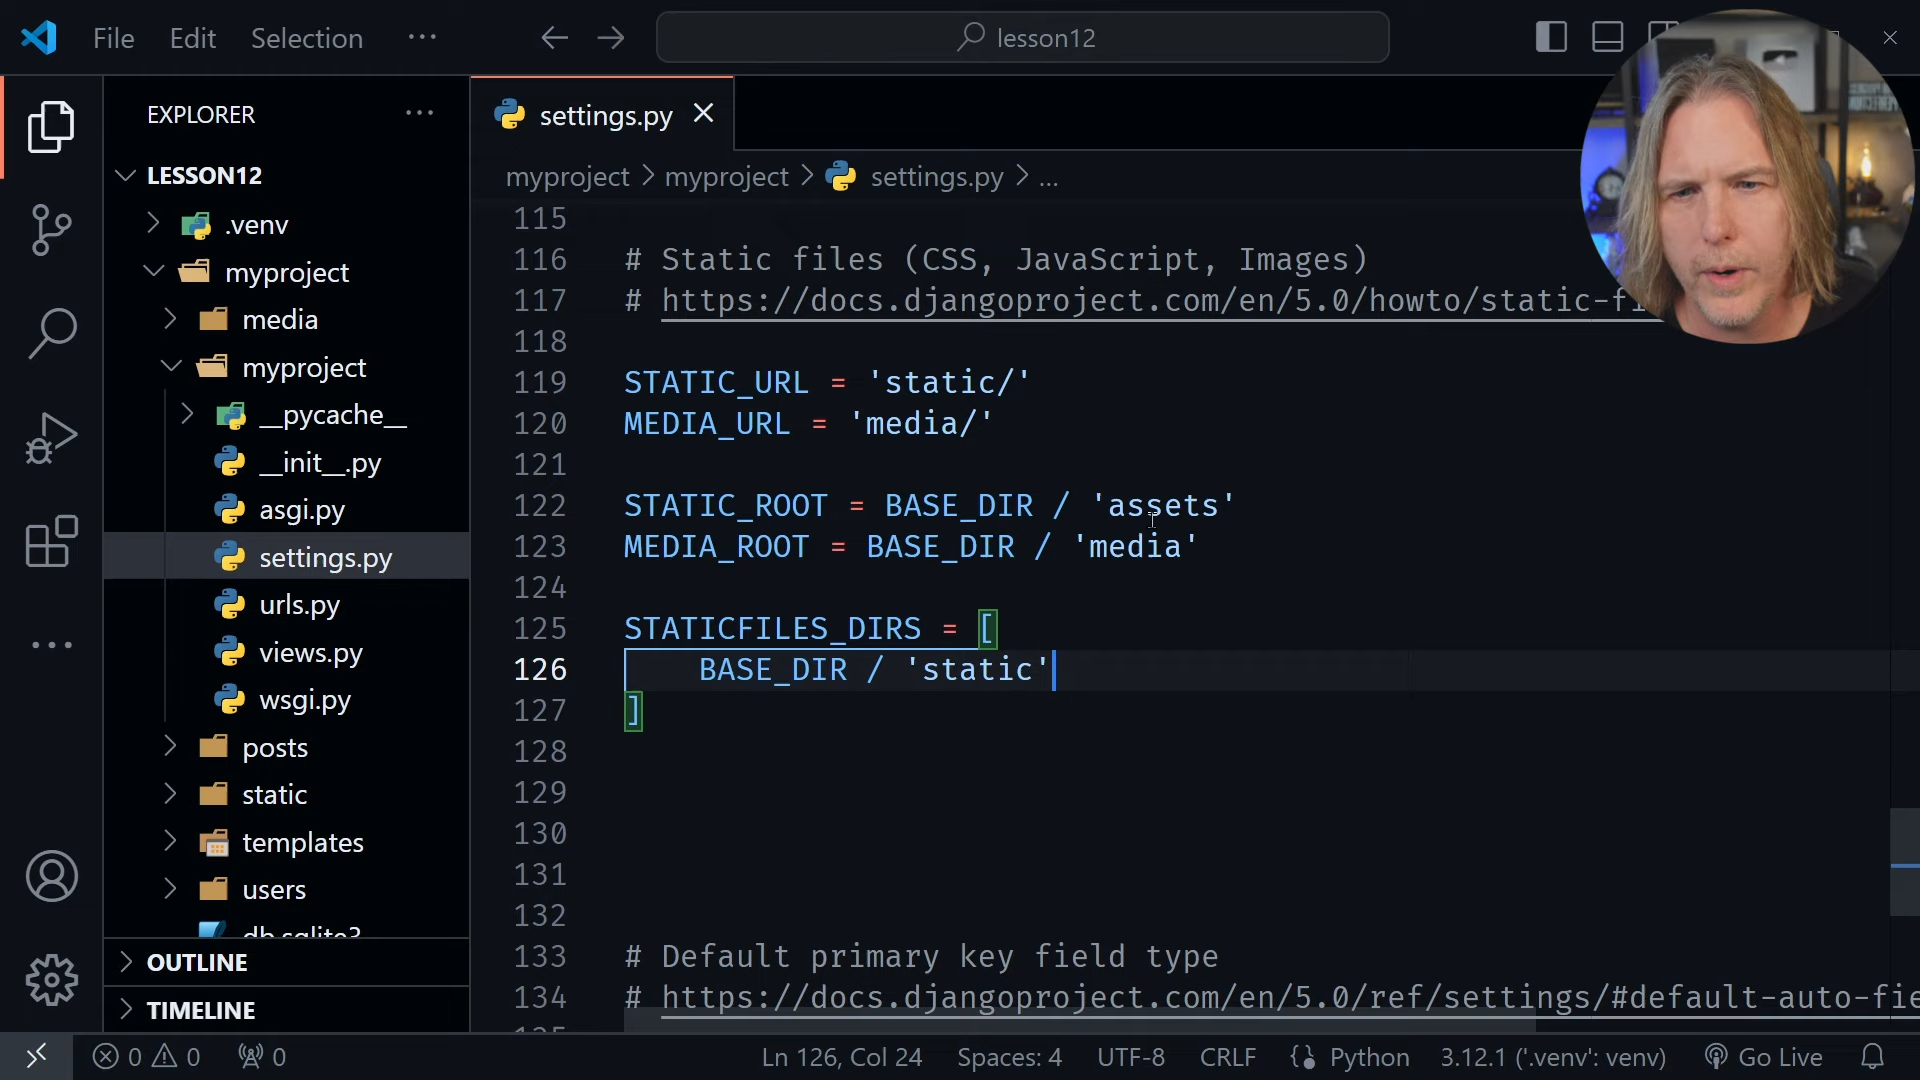 File Edit Selection ...
lesson12
EXPLORER ...
settings.py
LESSON12
myproject > myproject > settings.py > ...
.venv
myproject
media
myproject
__pycache__
__init__.py
asgi.py
settings.py
urls.py
views.py
wsgi.py
posts
static
templates
users
db.sqlite3
OUTLINE
TIMELINE
115
116 # Static files (CSS, JavaScript, Images)
117 # https://docs.djangoproject.com/en/5.0/howto/static-fi
118
119 STATIC_URL = 'static/'
120 MEDIA_URL = 'media/'
121
122 STATIC_ROOT = BASE_DIR / 'assets'
123 MEDIA_ROOT = BASE_DIR / 'media'
124
125 STATICFILES_DIRS = [
126 BASE_DIR / 'static'
127 ]
128
129
130
131
132
133 # Default primary key field type
134 # https://docs.djangoproject.com/en/5.0/ref/settings/#default-auto-fie
0 0 0 Ln 126, Col 24 Spaces: 4 UTF-8 CRLF Python 3.12.1 ('.venv': venv) Go Live